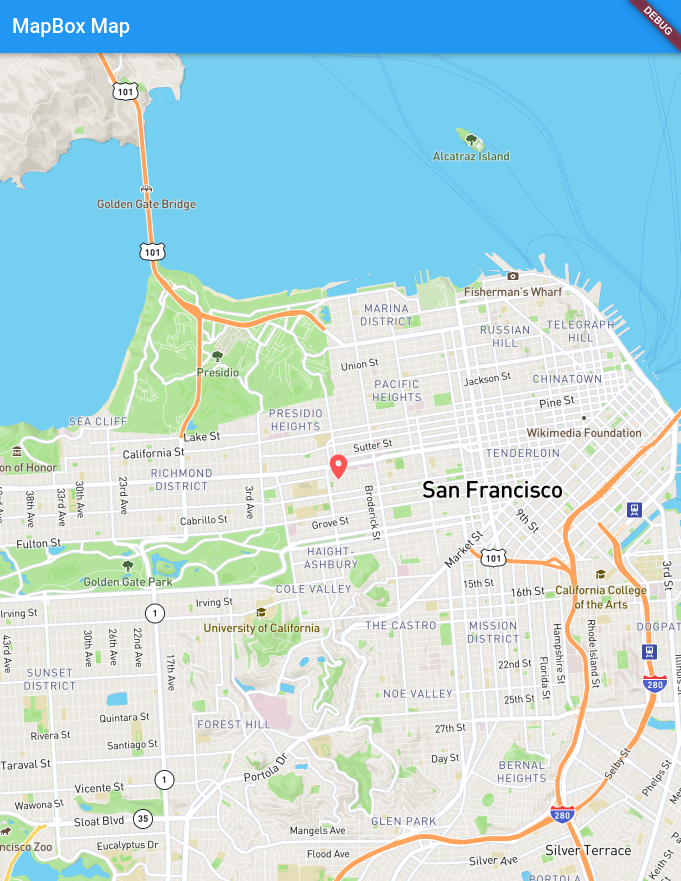 MapBox Map
DEBUG
101
Alcatraz Island
Golden Gate Bridge
101
Fisherman's Wharf
MARINA
DISTRICT
RUSSIAN
HILL
TELEGRAPH
HILL
Union St
Presidio
PACIFIC
HEIGHTS
Jackson St
CHINATOWN
Pine St
SEA CLIFF
PRESIDIO
HEIGHTS
Lake St
California St
Sutter St
Wikimedia Foundation
TENDERLOIN
on of Honor
RICHMOND
DISTRICT
San Francisco
38th Ave
33rd Ave
30th Ave
23rd Ave
3rd Ave
Broderick St
Cabrillo St
Grove St
9th St
Fulton St
Market St
HAIGHT-
ASHBURY
101
3rd St
Golden Gate Park
COLE VALLEY
15th St
16th St
California College
of the Arts
Irving St
Irving St
1
University of California
THE CASTRO
MISSION
DISTRICT
DOGPAT
43rd Ave
30th Ave
26th Ave
22nd Ave
17th Ave
Hampshire St
Rhode Island St
Florida St
22nd St
SUNSET
DISTRICT
280
NOE VALLEY
25th St
Quintara St
FOREST HILL
27th St
Rivera St
Santiago St
Day St
Taraval St
Portola Dr
BERNAL
HEIGHTS
Selby St
Phelps St
1
Vicente St
Wawona St
Sloat Blvd
35
280
GLEN PARK
Mangels Ave
ncisco Zoo
Eucalyptus Dr
Flood Ave
Silver Ave
Silver Terrace
Keith St
PORTOLA